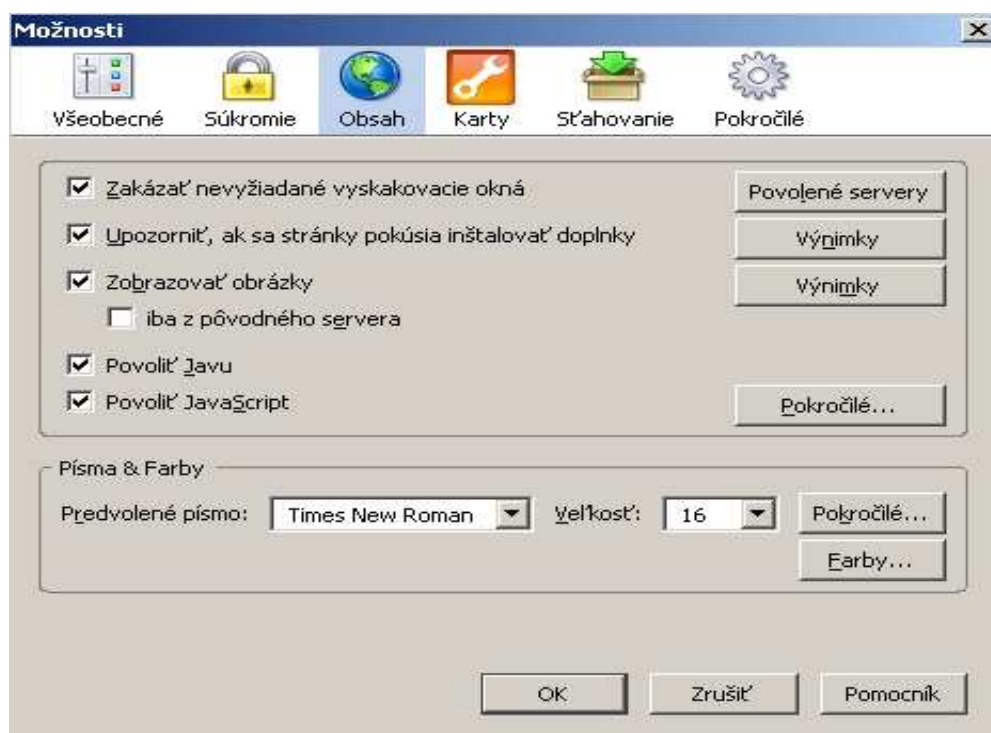 Možnosti
Všeobecné Súkromie Obsah Karty Sťahovanie Pokročilé
Zakázať nevyžiadané vyskakovacie okná Povolené servery
Upozorniť, ak sa stránky pokúsia inštalovať doplnky Výnimky
Zobrazovať obrázky Výnimky
iba z pôvodného servera
Povoliť Javu
Povoliť JavaScript Pokročilé...
Písma & Farby
Predvolené písmo: Times New Roman Veľkosť: 16 Pokročilé...
Farby...
OK Zrušiť Pomocník